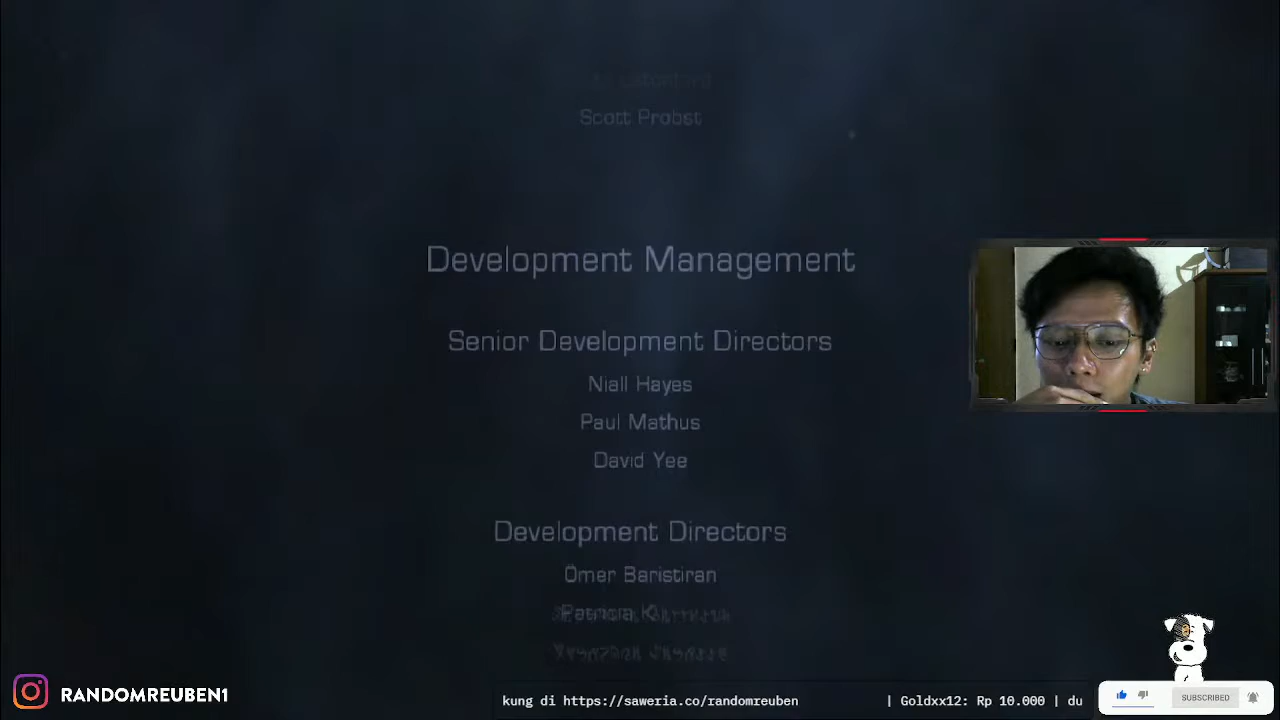 Scott Probst
Development Management
Senior Development Directors
Niall Hayes
Paul Mathus
David Yee
Development Directors
Ömer Baristiran
RANDOMREUBEN1
kung di https://saweria.co/randomreuben | Goldxx12: Rp 10.000 | du
SUBSCRIBED